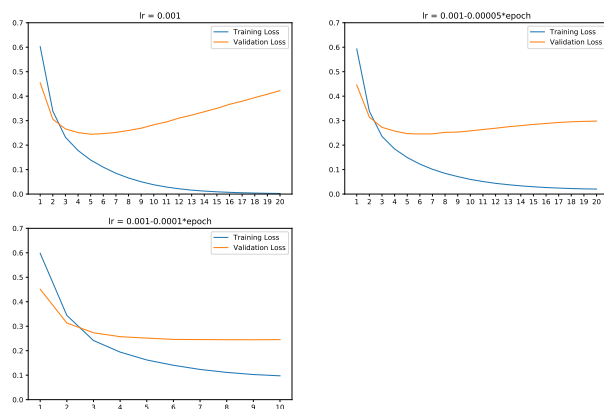 lr = 0.001
Training Loss
Validation Loss
0.7
0.6
0.5
0.4
0.3
0.2
0.1
0.0
1 2 3 4 5 6 7 8 9 10 11 12 13 14 15 16 17 18 19 20
lr = 0.001-0.00005*epoch
Training Loss
Validation Loss
0.7
0.6
0.5
0.4
0.3
0.2
0.1
0.0
1 2 3 4 5 6 7 8 9 10 11 12 13 14 15 16 17 18 19 20
lr = 0.001-0.0001*epoch
Training Loss
Validation Loss
0.7
0.6
0.5
0.4
0.3
0.2
0.1
0.0
1 2 3 4 5 6 7 8 9 10